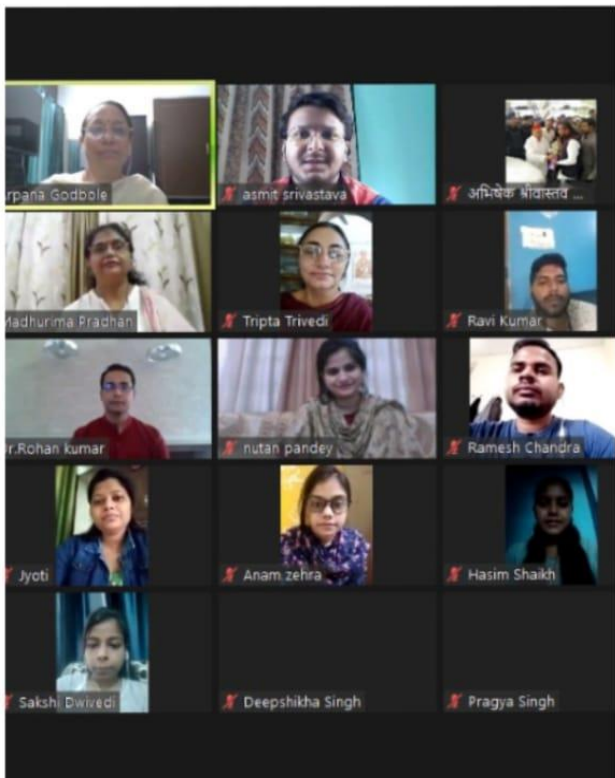 rpana Godbole
asmit srivastava
अभिषेक श्रीवास्तव ...
Madhurima Pradhan
Tripta Trivedi
Ravi Kumar
Dr.Rohan kumar
nutan pandey
Ramesh Chandra
Jyoti
Anam zehra
Hasim Shaikh
Sakshi Dwivedi
Deepshikha Singh
Pragya Singh